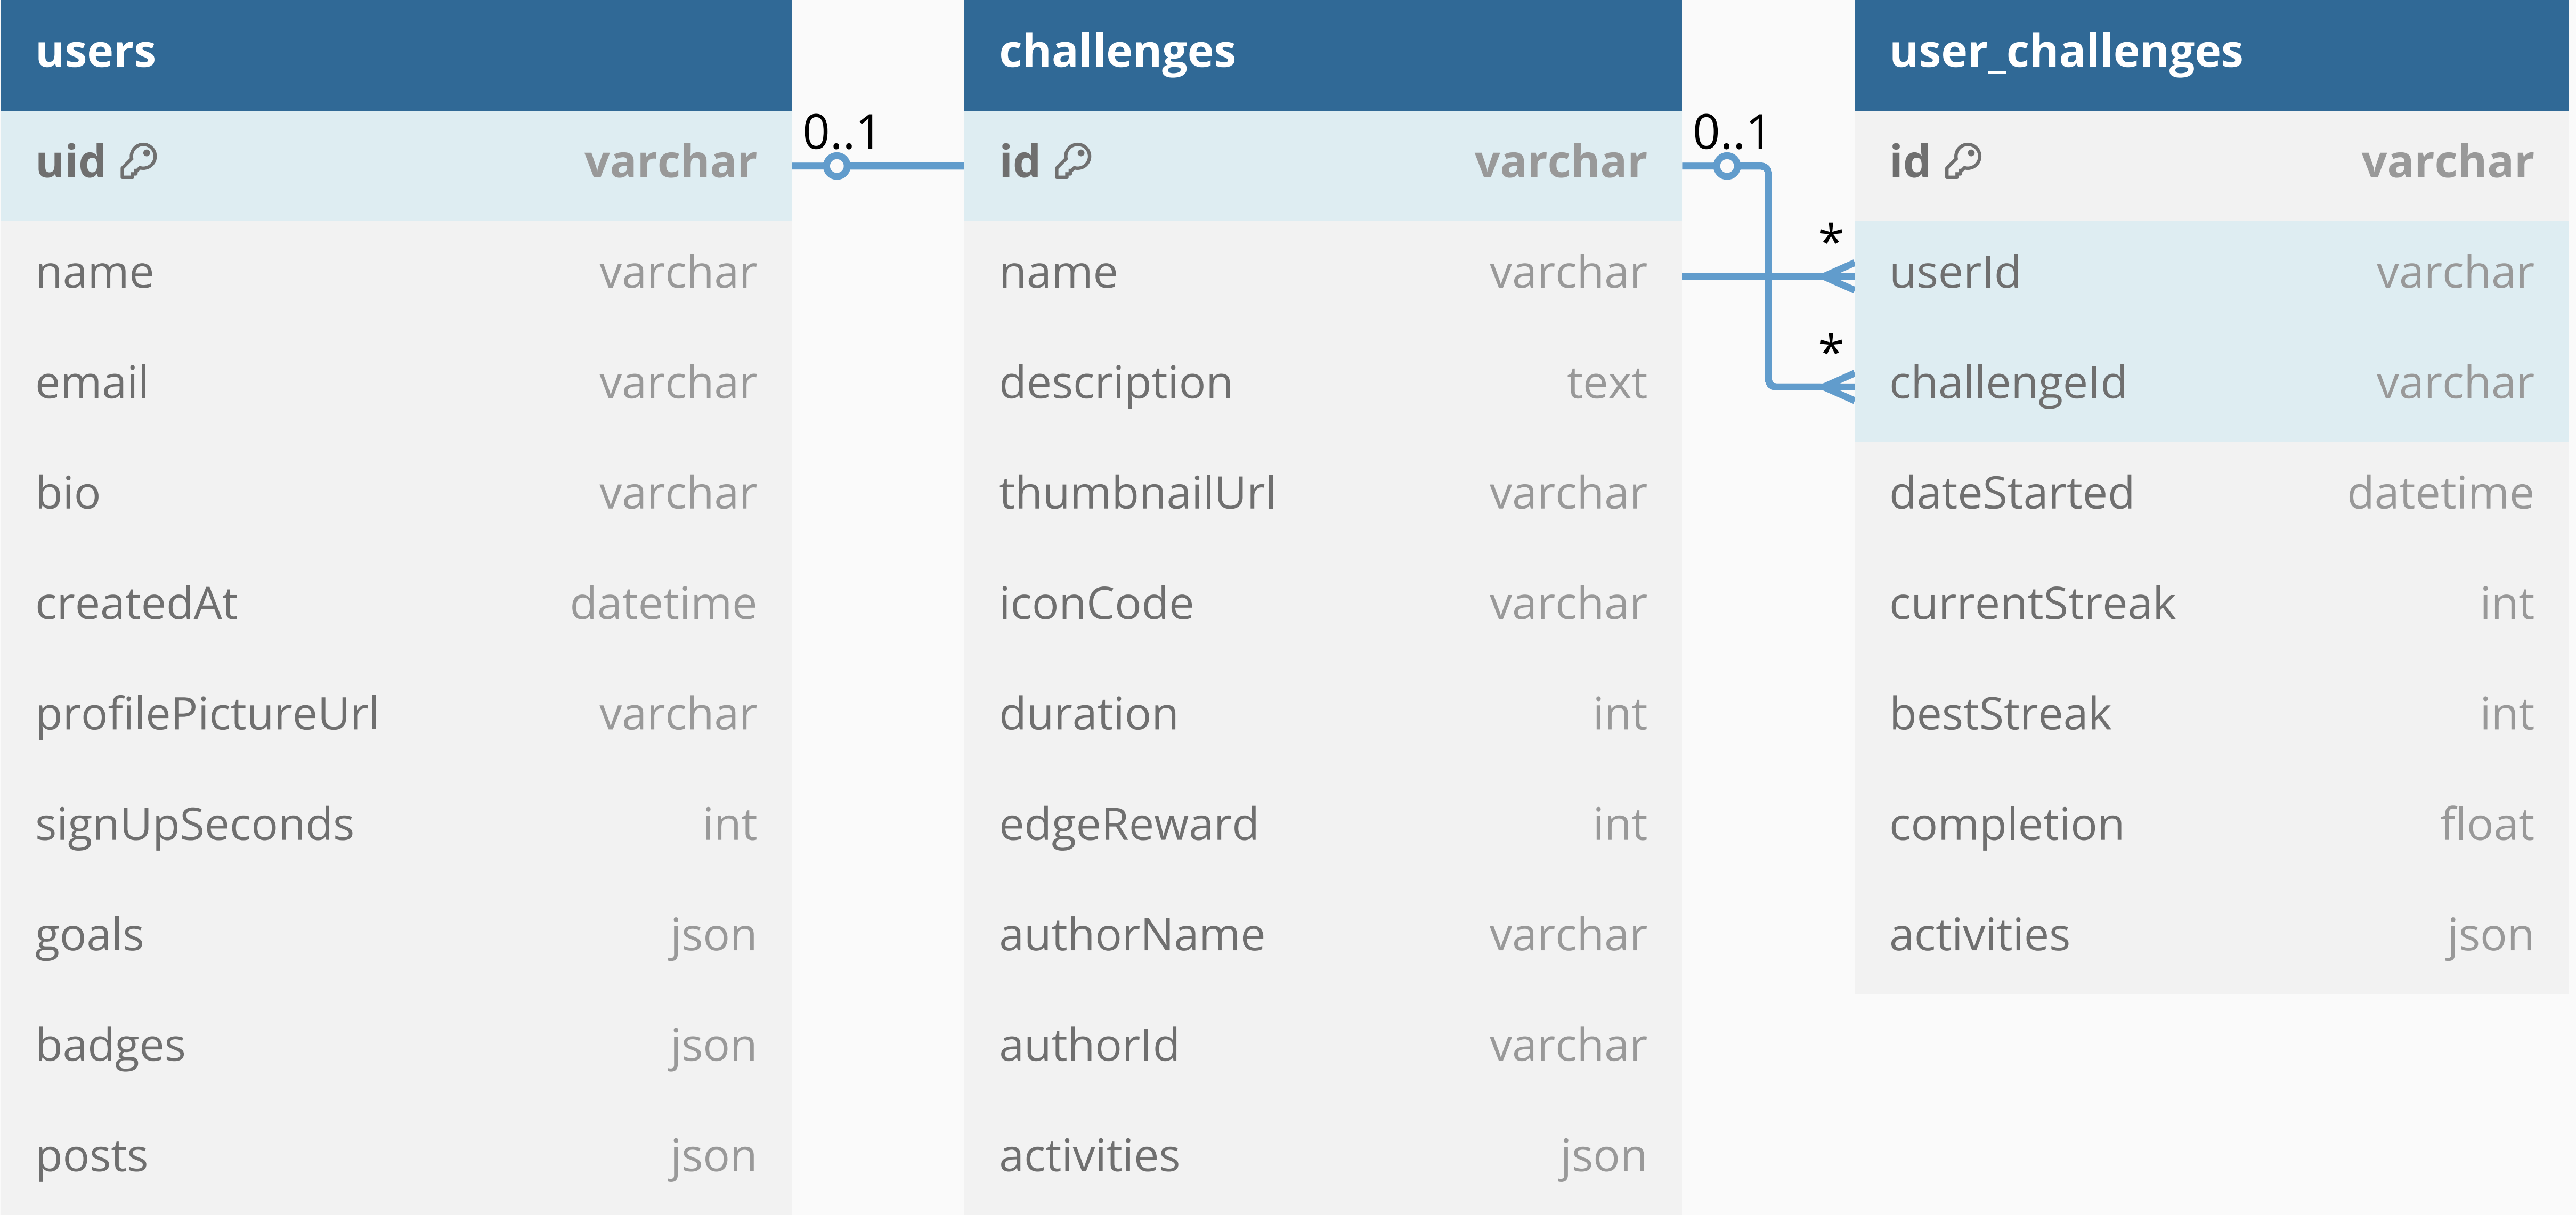 users
uid varchar
name varchar
email varchar
bio varchar
createdAt datetime
profilePictureUrl varchar
signUpSeconds int
goals json
badges json
posts json
0..1
challenges
id varchar
name varchar
description text
thumbnailUrl varchar
iconCode varchar
duration int
edgeReward int
authorName varchar
authorId varchar
activities json
0..1
*
*
user_challenges
id varchar
userId varchar
challengeId varchar
dateStarted datetime
currentStreak int
bestStreak int
completion float
activities json